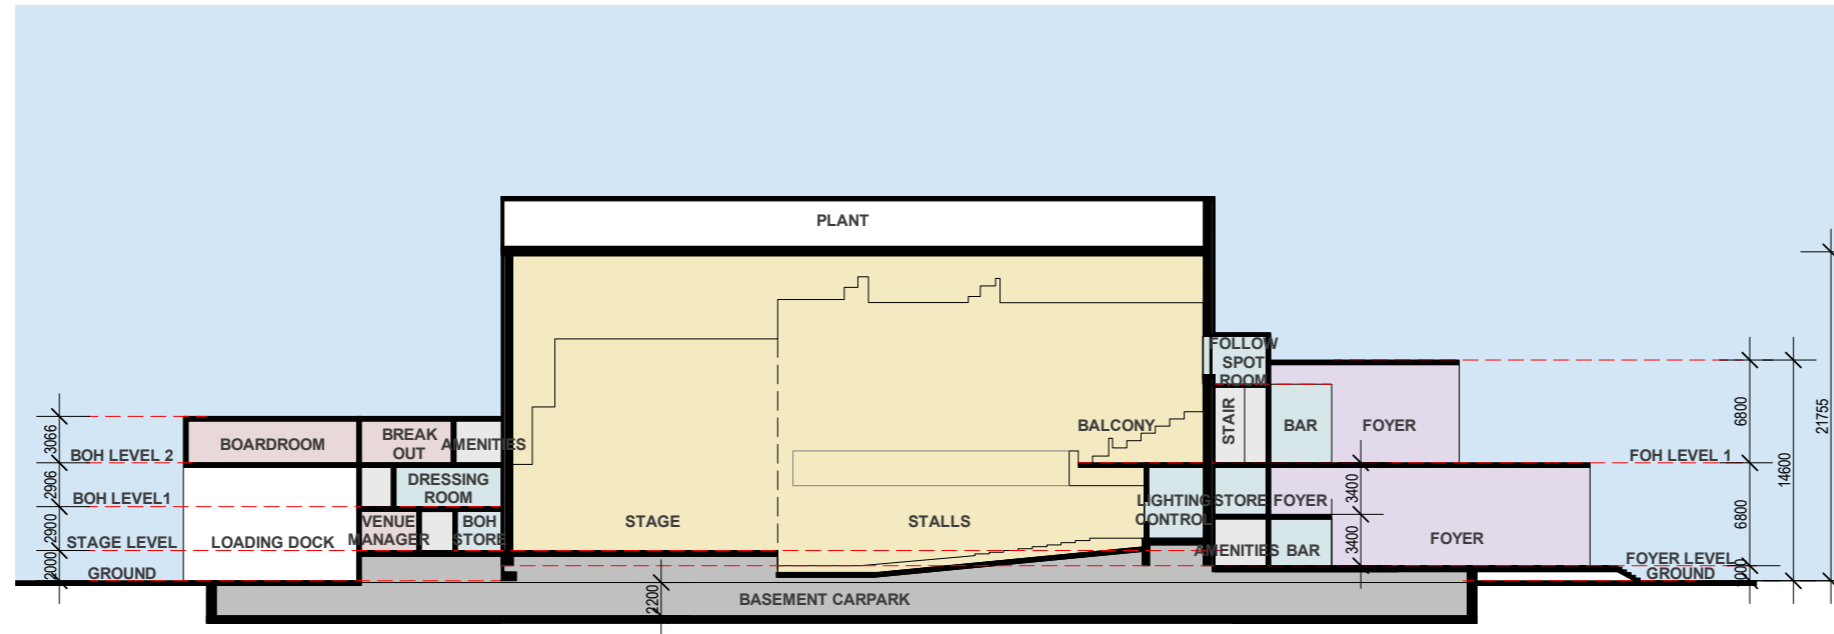 PLANT
FOLLOW
SPOT
ROOM
21755
6800
14600
BALCONY
STAIR
BAR
FOYER
3066
BOARDROOM
BREAK
OUT
AMENITIES
BOH LEVEL 2
FOH LEVEL 1
2906
DRESSING
ROOM
BOH LEVEL1
LIGHTING
CONTROL
STORE
FOYER
3400
6800
2900
VENUE
MANAGER
BOH
STORE
STAGE
STALLS
STAGE LEVEL
LOADING DOCK
AMENITIES
BAR
3400
FOYER
FOYER LEVEL
2000
GROUND
GROUND
2200
BASEMENT CARPARK